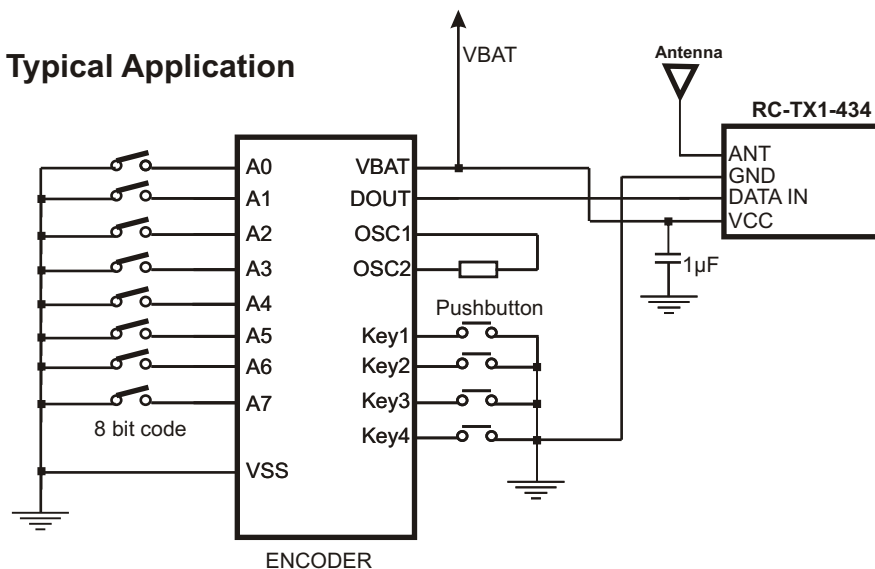 Typical Application
VBAT
Antenna
RC-TX1-434
A0
A1
A2
A3
A4
A5
A6
A7
8 bit code
VSS
VBAT
DOUT
OSC1
OSC2
Pushbutton
Key1
Key2
Key3
Key4
ENCODER
ANT
GND
DATA IN
VCC
1µF